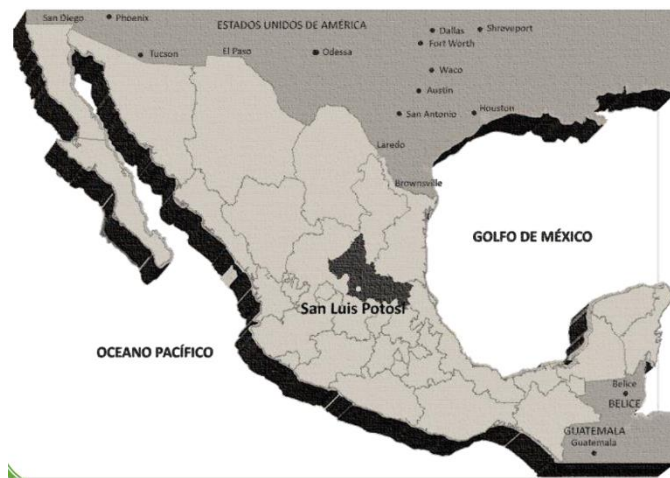 San Diego
Phoenix
ESTADOS UNIDOS DE AMÉRICA
Dallas
Shreveport
Tucson
El Paso
Odessa
Fort Worth
Waco
Austin
San Antonio
Houston
Laredo
Brownsville
GOLFO DE MÉXICO
San Luis Potosí
OCEANO PACÍFICO
Belice
BELICE
GUATEMALA
Guatemala